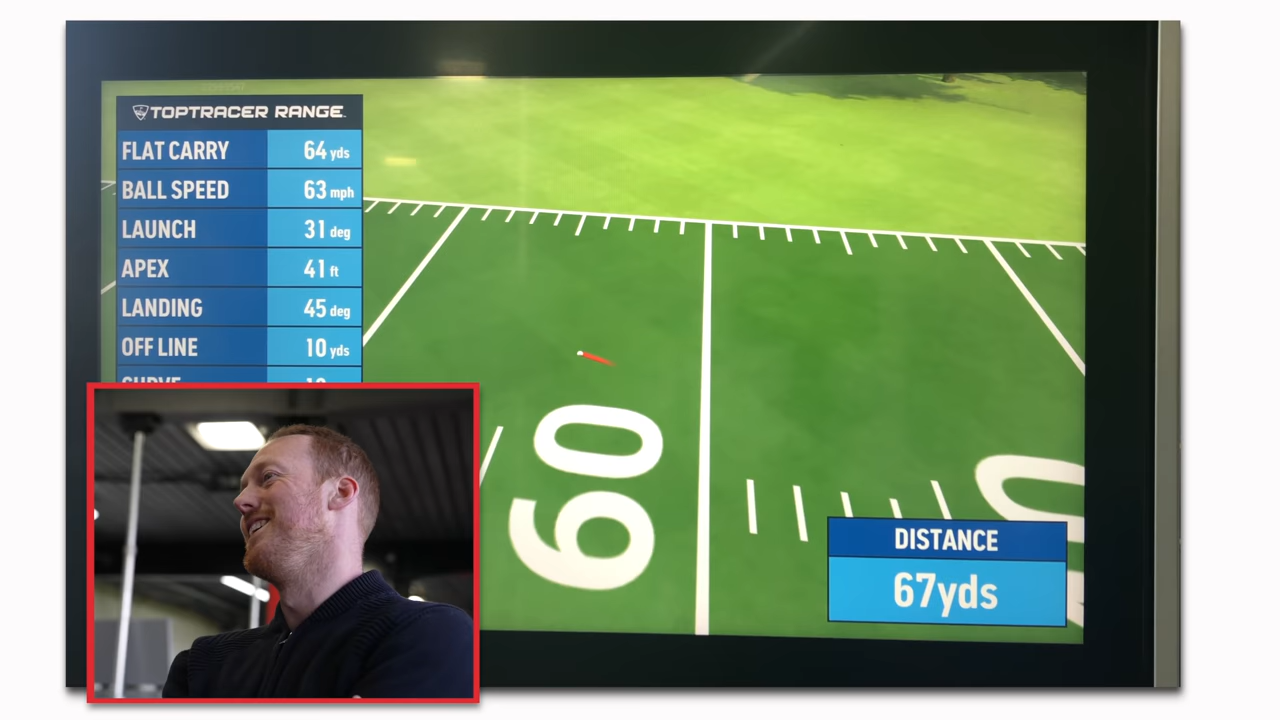 TOPTRACER RANGE
FLAT CARRY 64 yds
BALL SPEED 63 mph
LAUNCH 31 deg
APEX 41 ft
LANDING 45 deg
OFF LINE 10 yds
60
DISTANCE
67yds